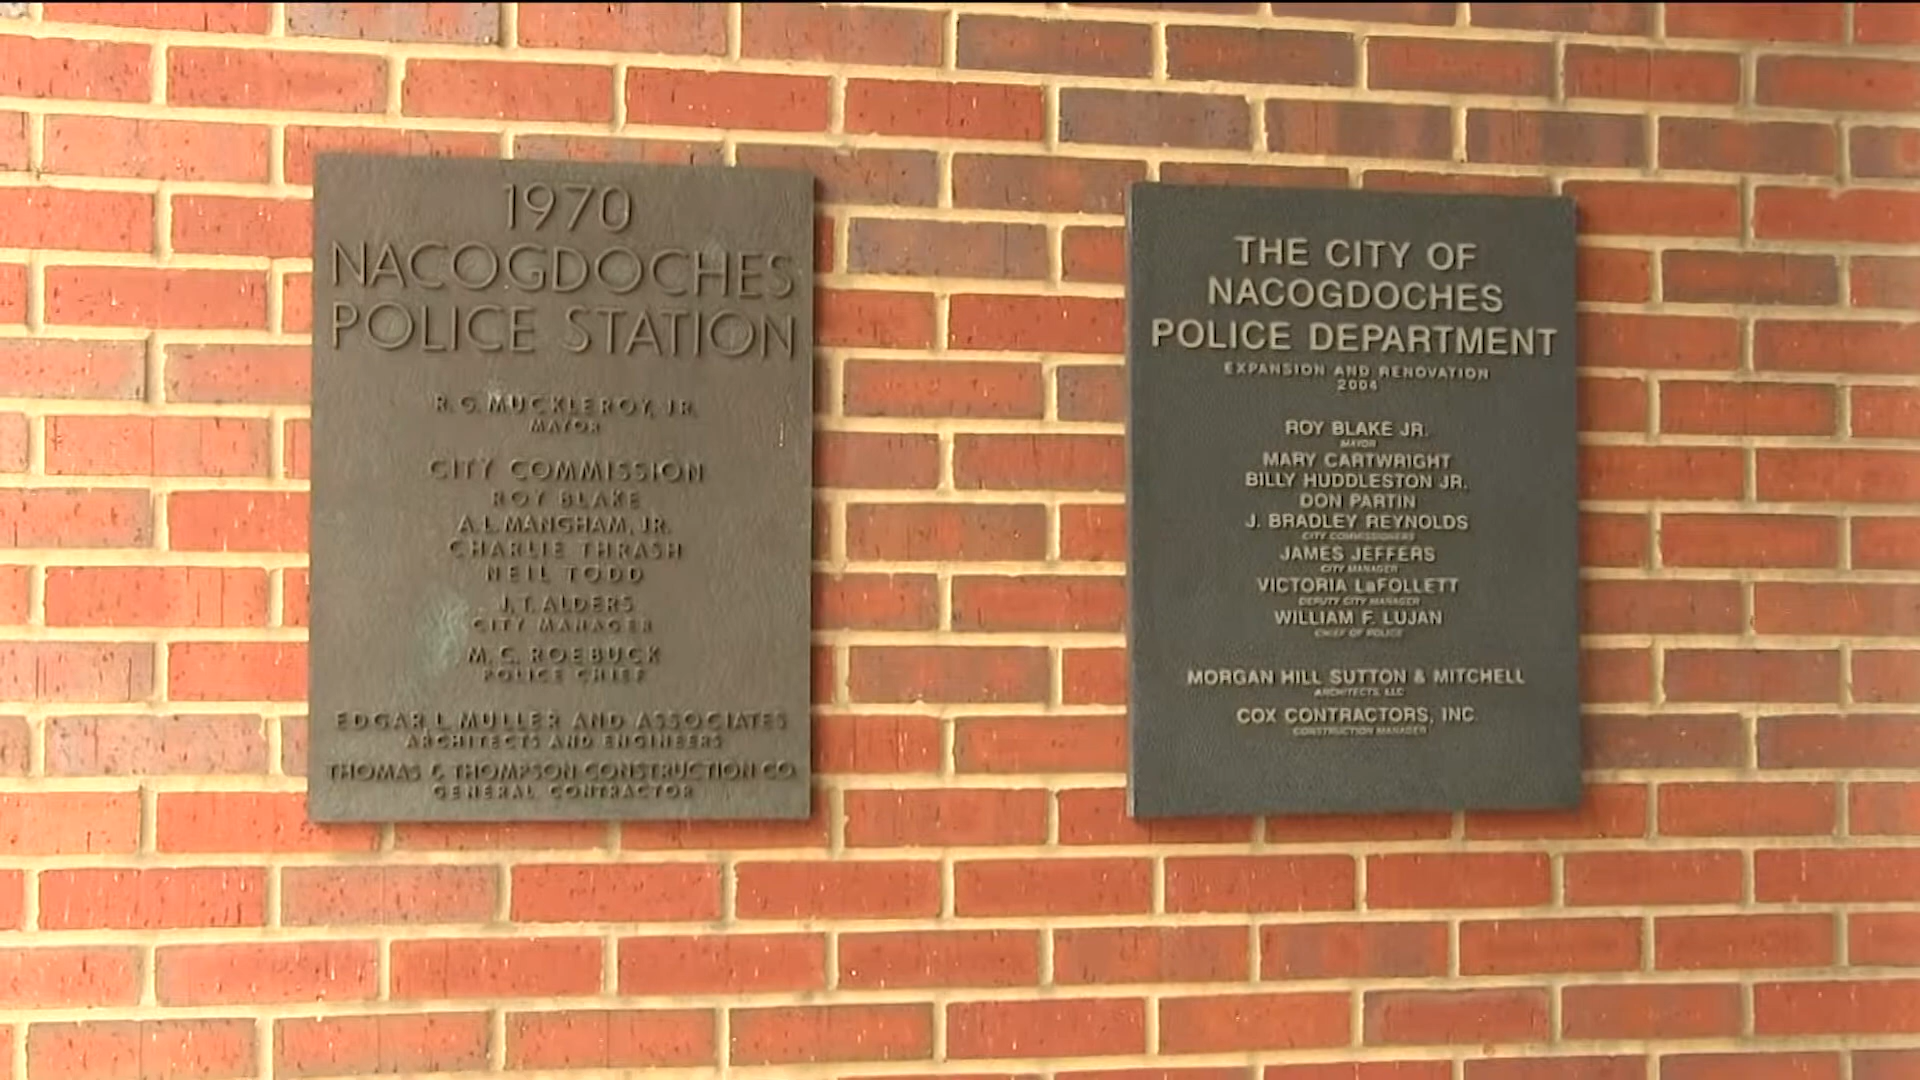 1970
NACOGDOCHES
POLICE STATION
R. G. MUCKLEROY, JR.
MAYOR
CITY COMMISSION
ROY BLAKE
A. L. MANGHAM, JR.
CHARLIE THRASH
NEIL TODD
J. T. ALDERS
CITY MANAGER
M. C. ROEBUCK
POLICE CHIEF
EDGAR L. MULLER AND ASSOCIATES
ARCHITECTS AND ENGINEERS
THOMAS & THOMPSON CONSTRUCTION CO.
GENERAL CONTRACTOR
THE CITY OF
NACOGDOCHES
POLICE DEPARTMENT
EXPANSION AND RENOVATION
2004
ROY BLAKE JR.
MAYOR
MARY CARTWRIGHT
BILLY HUDDLESTON JR.
DON PARTIN
J. BRADLEY REYNOLDS
CITY COMMISSIONERS
JAMES JEFFERS
CITY MANAGER
VICTORIA LaFOLLETT
DEPUTY CITY MANAGER
WILLIAM F. LUJAN
CHIEF OF POLICE
MORGAN HILL SUTTON & MITCHELL
ARCHITECTS, LLC
COX CONTRACTORS, INC
CONSTRUCTION MANAGER